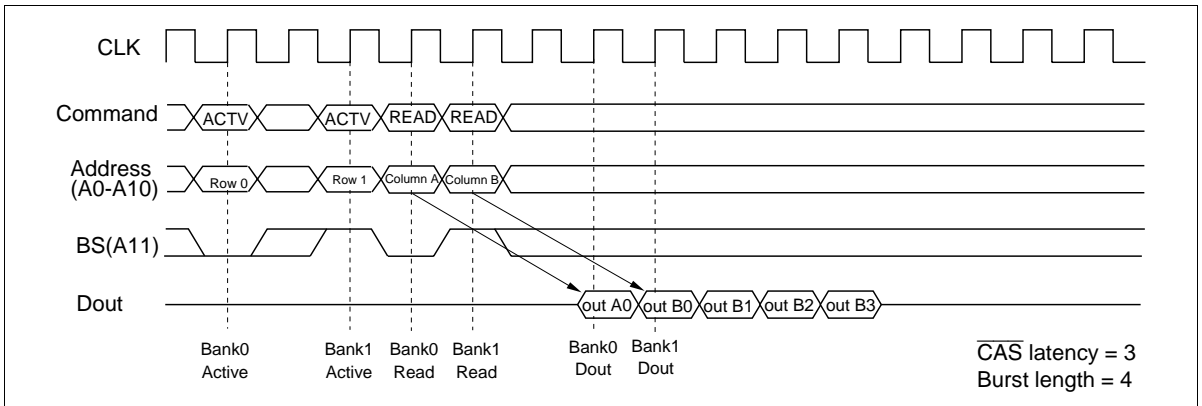 CLK
Command
ACTV
ACTV
READ
READ
Address
(A0-A10)
Row 0
Row 1
Column A
Column B
BS(A11)
Dout
out A0
out B0
out B1
out B2
out B3
Bank0
Active
Bank1
Active
Bank0
Read
Bank1
Read
Bank0
Dout
Bank1
Dout
CAS latency = 3
Burst length = 4